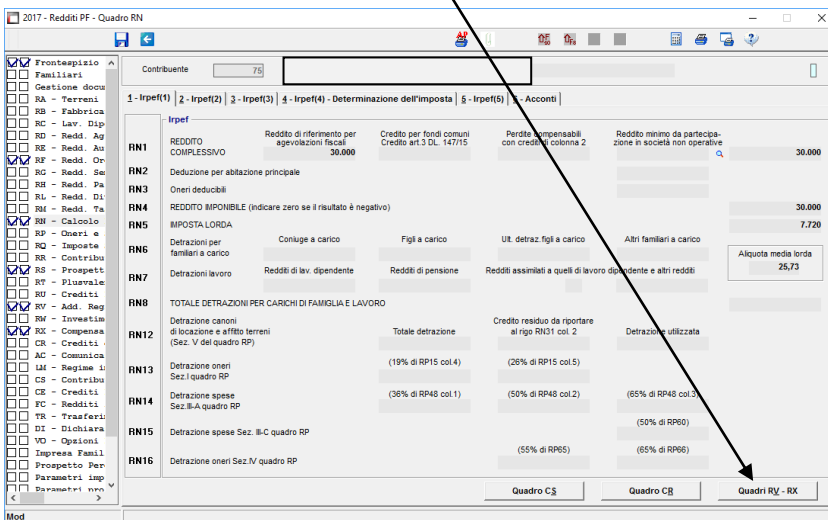 2017 - Redditi PF - Quadro RN
Frontespizio
Familiari
Gestione docu
RA - Terreni
RB - Fabbrica
RC - Lav. Dip
RD - Redd. Ag
RE - Redd. Au
RF - Redd. Or
RG - Redd. Se
RH - Redd. Pa
RL - Redd. Di
RM - Redd. Ta
RN - Calcolo
RP - Oneri e
RQ - Imposte
RR - Contribu
RS - Prospett
RT - Plusvale
RU - Crediti
RV - Add. Reg
RW - Investim
RX - Compensa
CR - Crediti
AC - Comunica
LM - Regime i
CS - Contribu
CE - Crediti
FC - Redditi
TR - Trasferi
DI - Dichiara
VO - Opzioni
Impresa Famil
Prospetto Per
Parametri imp
Parametri pro
Mod
Contribuente 75
1 - Irpef(1) 2 - Irpef(2) 3 - Irpef(3) 4 - Irpef(4) - Determinazione dell'imposta 5 - Irpef(5) - Acconti
Irpef
RN1 REDDITO COMPLESSIVO
Reddito di riferimento per agevolazioni fiscali 30.000
Credito per fondi comuni Credito art.3 DL. 147/15
Perdite compensabili con crediti di colonna 2
Reddito minimo da partecipa- zione in società non operative
30.000
RN2 Deduzione per abitazione principale
RN3 Oneri deducibili
RN4 REDDITO IMPONIBILE (indicare zero se il risultato è negativo) 30.000
RN5 IMPOSTA LORDA 7.720
RN6 Detrazioni per familiari a carico
Coniuge a carico Figli a carico Ult. detraz.figli a carico Altri familiari a carico
Aliquota media lorda
25,73
RN7 Detrazioni lavoro
Redditi di lav. dipendente Redditi di pensione Redditi assimilati a quelli di lavoro dipendente e altri redditi
RN8 TOTALE DETRAZIONI PER CARICHI DI FAMIGLIA E LAVORO
RN12 Detrazione canoni di locazione e affitto terreni (Sez. V del quadro RP)
Totale detrazione
Credito residuo da riportare al rigo RN31 col. 2
Detrazione utilizzata
RN13 Detrazione oneri Sez.I quadro RP
(19% di RP15 col.4) (26% di RP15 col.5)
RN14 Detrazione spese Sez.III-A quadro RP
(36% di RP48 col.1) (50% di RP48 col.2) (65% di RP48 col.3)
RN15 Detrazione spese Sez. III-C quadro RP
(50% di RP60)
RN16 Detrazione oneri Sez.IV quadro RP
(55% di RP65) (65% di RP66)
Quadro CS Quadro CR Quadri RV - RX